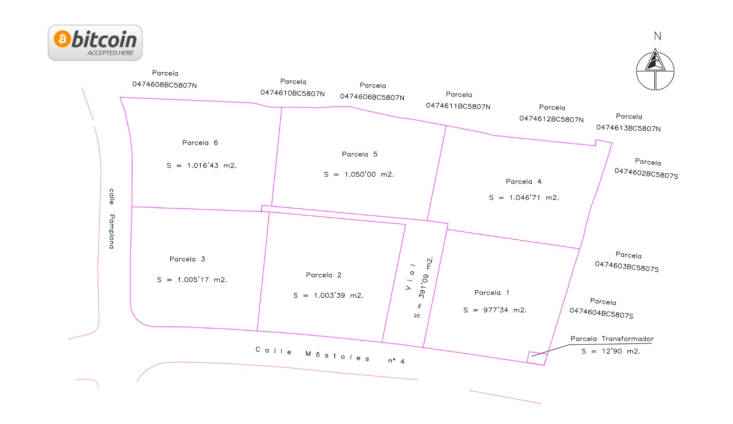 bitcoin
ACCEPTED HERE
N
Parcela
0474608BC5807N
Parcela
0474610BC5807N
Parcela
0474606BC5807N
Parcela
0474611BC5807N
Parcela
0474612BC5807N
Parcela
0474613BC5807N
Parcela
0474602BC5807S
Parcela 6
S = 1.016'43 m2.
Parcela 5
S = 1.050'00 m2.
Parcela 4
S = 1.046'71 m2.
calle Pamplona
Parcela 3
S = 1.005'17 m2.
Parcela 2
S = 1.003'39 m2.
Vial
S = 391'09 m2.
Parcela 1
S = 977'34 m2.
Parcela
0474603BC5807S
Parcela
0474604BC5807S
Parcela Transformador
S = 12'90 m2.
Calle Móstoles nº 4